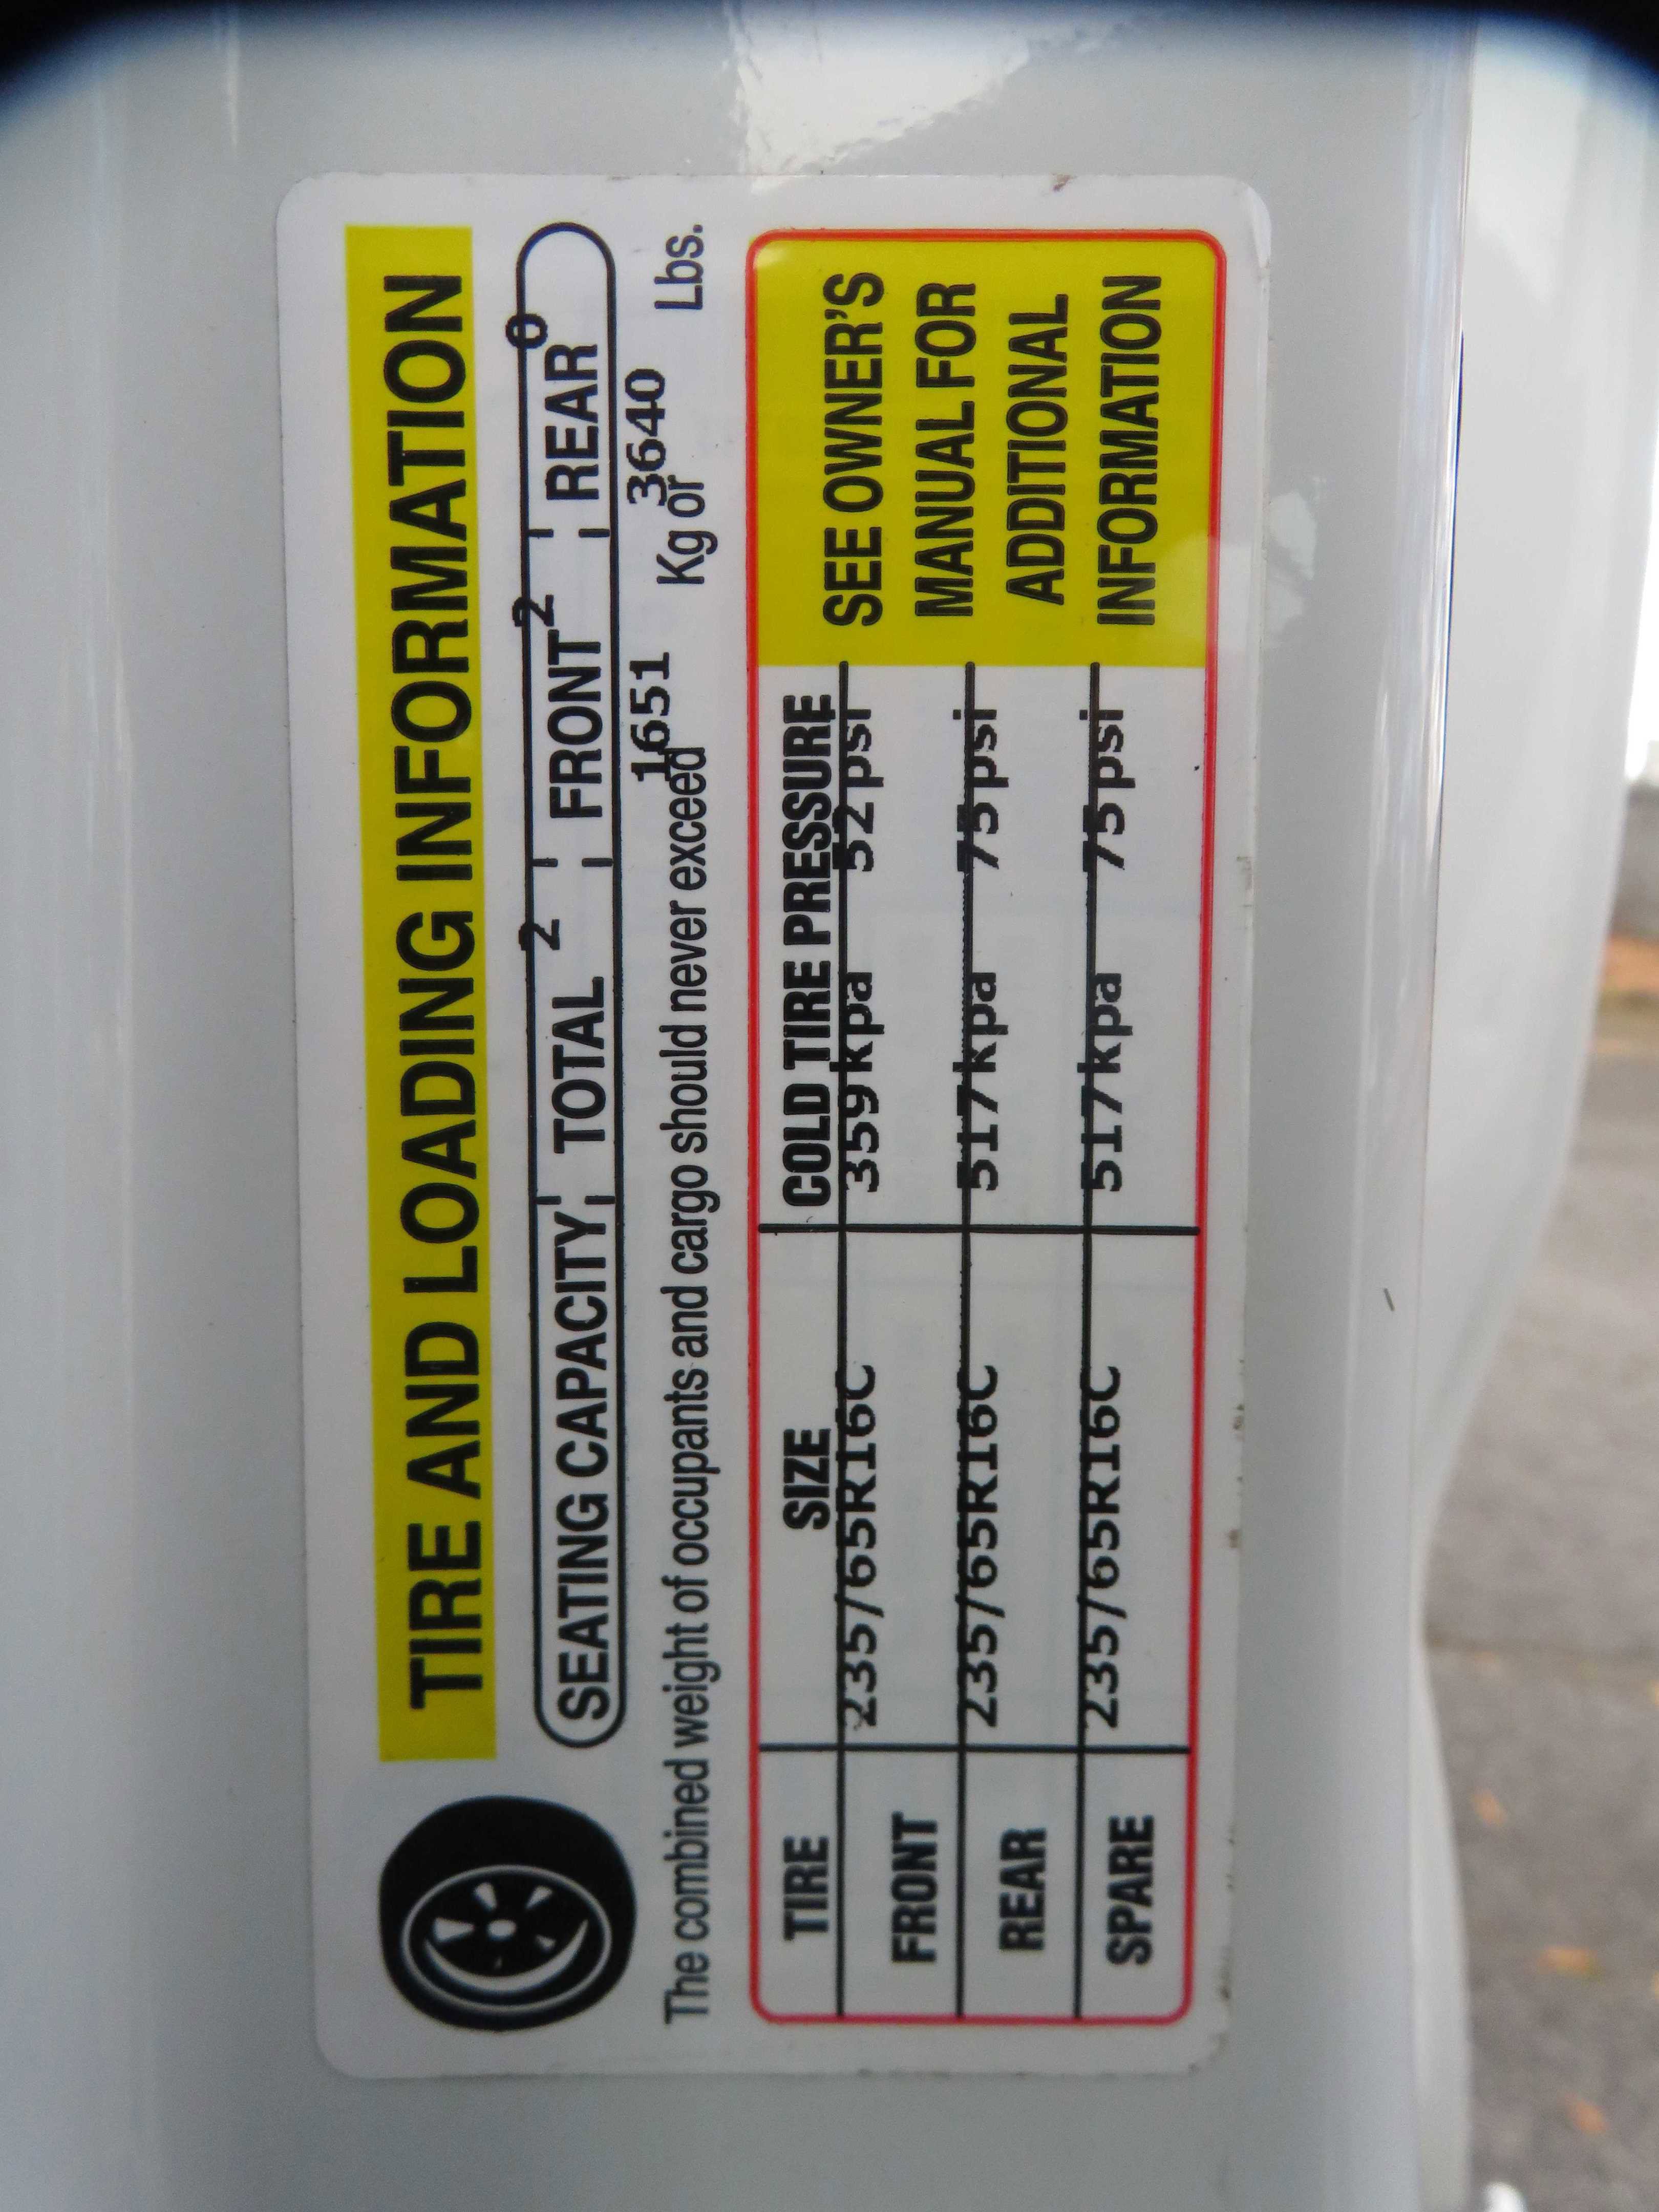 TIRE AND LOADING INFORMATION
SEATING CAPACITY TOTAL 2 FRONT 2 REAR 0
The combined weight of occupants and cargo should never exceed 1651 Kg or 3640 Lbs.
TIRE SIZE COLD TIRE PRESSURE
FRONT 235/65R16C 359kpa 52psi
REAR 235/65R16C 517kpa 75psi
SPARE 235/65R16C 517kpa 75psi
SEE OWNER'S
MANUAL FOR
ADDITIONAL
INFORMATION